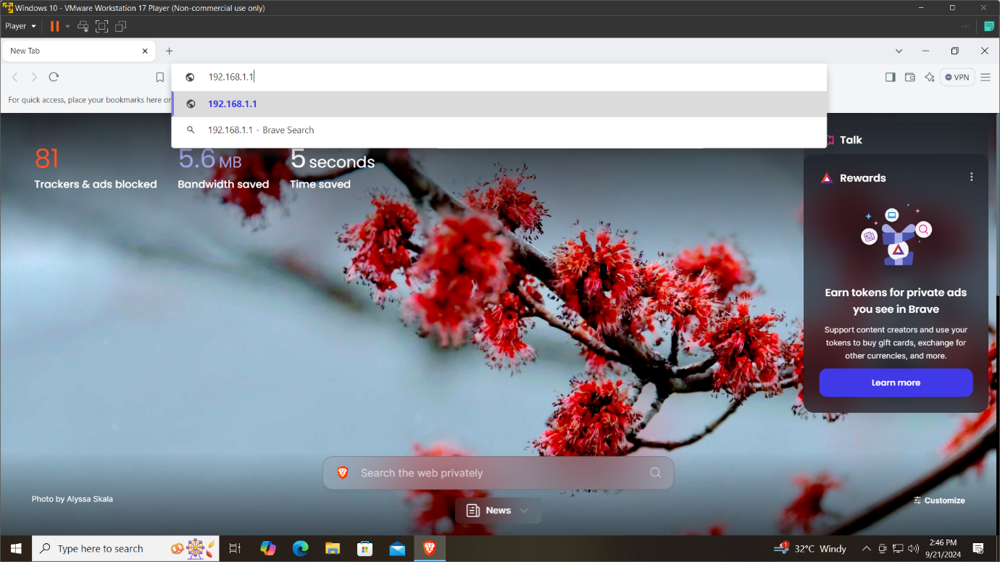 Windows 10 - VMware Workstation 17 Player (Non-commercial use only)
Player
New Tab
192.168.1.1
VPN
For quick access, place your bookmarks here or
192.168.1.1
192.168.1.1 - Brave Search
81
Trackers & ads blocked
5.6 MB
Bandwidth saved
5 seconds
Time saved
Talk
Rewards
Earn tokens for private ads
you see in Brave
Support content creators and use your
tokens to buy gift cards, exchange for
other currencies, and more.
Learn more
Search the web privately
Photo by Alyssa Skala
News
Customize
Type here to search
1
32°C Windy
2:46 PM
9/21/2024